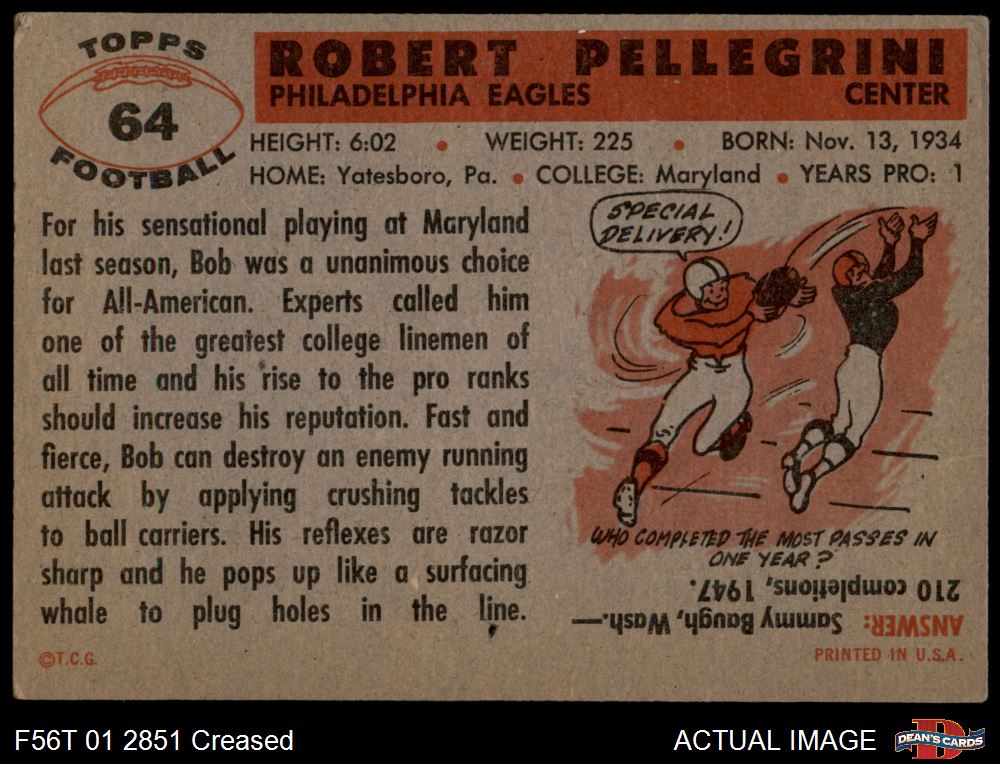 TOPPS
64
FOOTBALL
ROBERT PELLEGRINI
PHILADELPHIA EAGLES CENTER
HEIGHT: 6:02 • WEIGHT: 225 • BORN: Nov. 13, 1934
HOME: Yatesboro, Pa. • COLLEGE: Maryland • YEARS PRO: 1
For his sensational playing at Maryland
last season, Bob was a unanimous choice
for All-American. Experts called him
one of the greatest college linemen of
all time and his rise to the pro ranks
should increase his reputation. Fast and
fierce, Bob can destroy an enemy running
attack by applying crushing tackles
to ball carriers. His reflexes are razor
sharp and he pops up like a surfacing
whale to plug holes in the line.
©T.C.G.
SPECIAL
DELIVERY!
WHO COMPLETED THE MOST PASSES IN
ONE YEAR?
ANSWER: Sammy Baugh, Wash.—
210 completions, 1947.
PRINTED IN U.S.A.
F56T 01 2851 Creased
ACTUAL IMAGE
D
DEAN'S CARDS